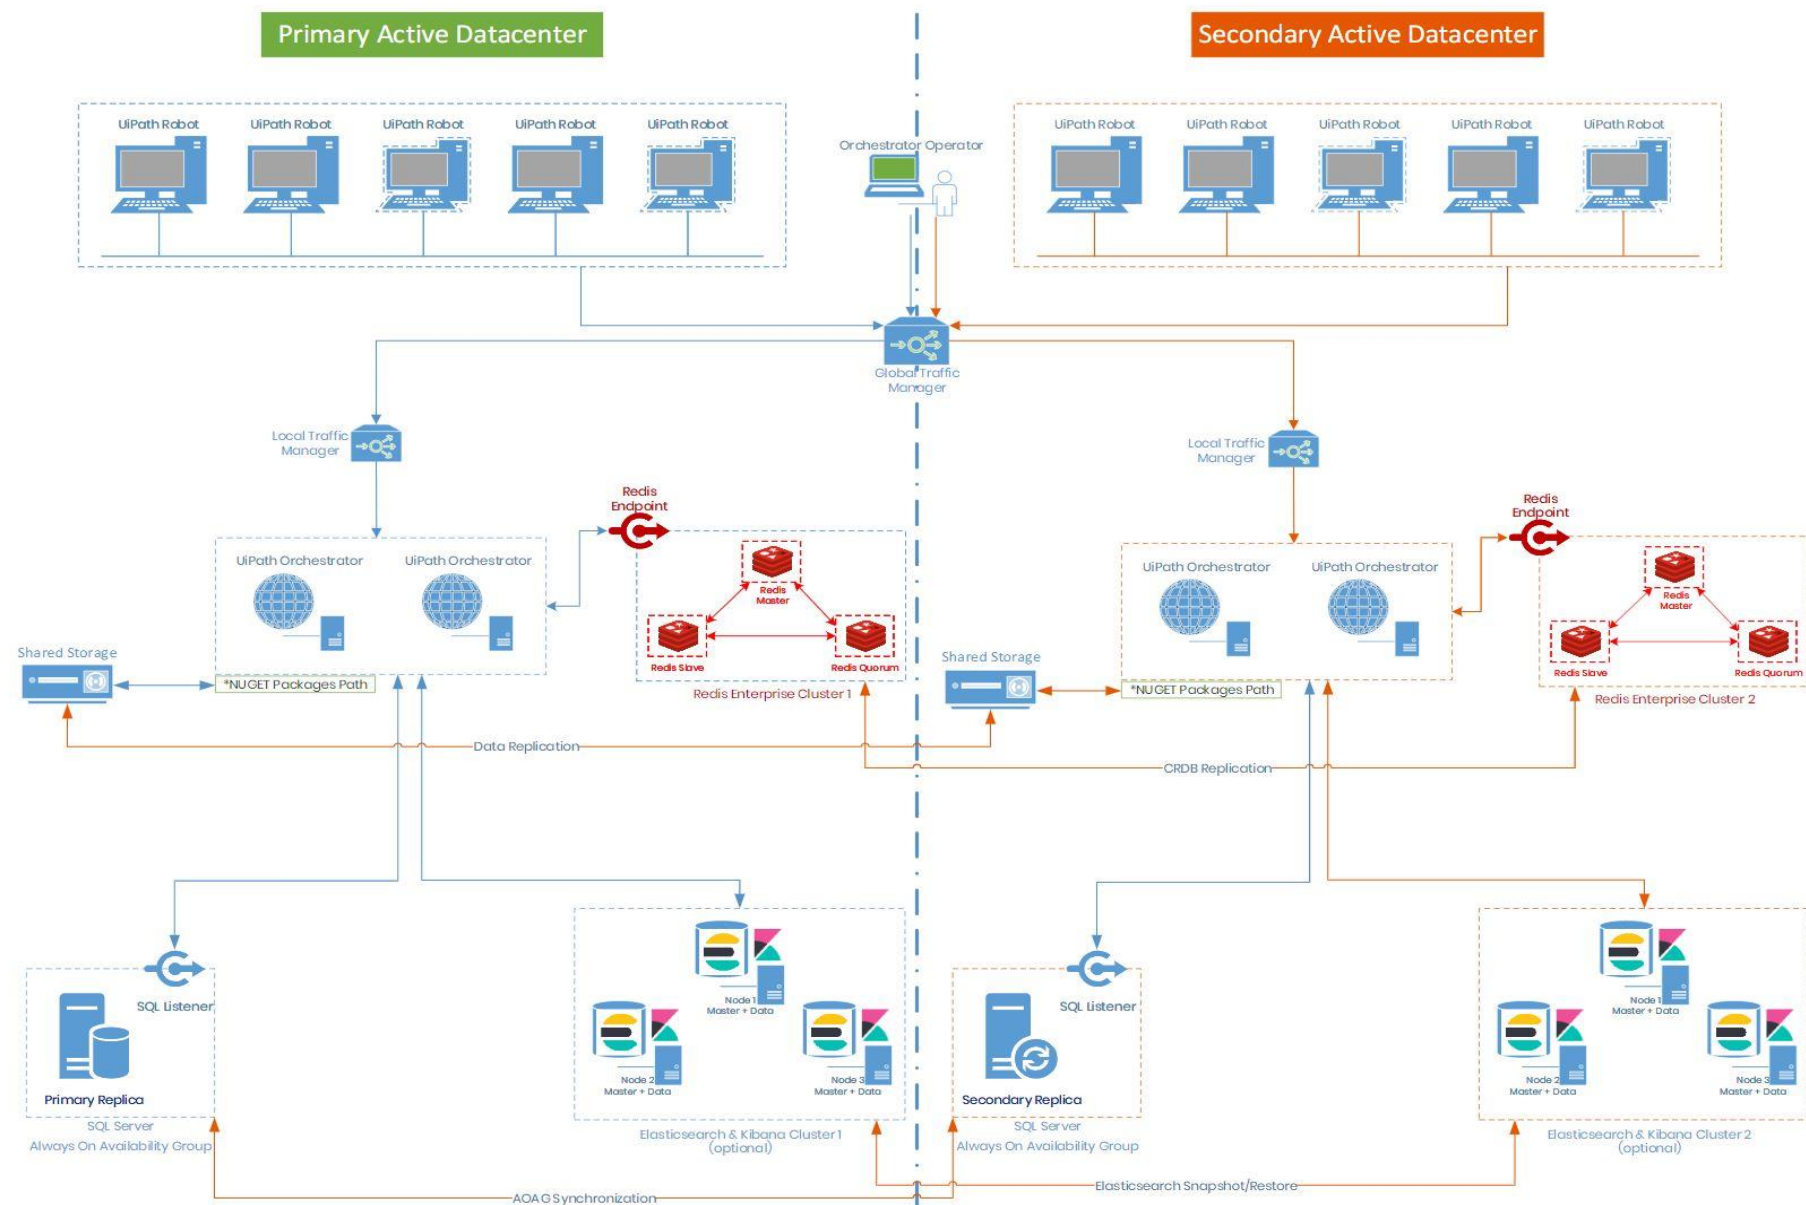 Primary Active Datacenter
Secondary Active Datacenter
UiPath Robot
UiPath Robot
UiPath Robot
UiPath Robot
UiPath Robot
Orchestrator Operator
UiPath Robot
UiPath Robot
UiPath Robot
UiPath Robot
UiPath Robot
Global Traffic
Manager
Local Traffic
Manager
Local Traffic
Manager
Redis
Endpoint
Redis
Endpoint
UiPath Orchestrator
UiPath Orchestrator
Redis
Master
Redis Slave
Redis Quorum
Redis Enterprise Cluster 1
UiPath Orchestrator
UiPath Orchestrator
Redis
Master
Redis Slave
Redis Quorum
Redis Enterprise Cluster 2
Shared Storage
*NUGET Packages Path
Shared Storage
*NUGET Packages Path
Data Replication
CRDB Replication
SQL Listener
Primary Replica
SQL Server
Always On Availability Group
Node 1
Master + Data
Node 2
Master + Data
Node 3
Master + Data
Elasticsearch & Kibana Cluster 1
(optional)
SQL Listener
Secondary Replica
SQL Server
Always On Availability Group
Node 1
Master + Data
Node 2
Master + Data
Node 3
Master + Data
Elasticsearch & Kibana Cluster 2
(optional)
AOAG Synchronization
Elasticsearch Snapshot/Restore